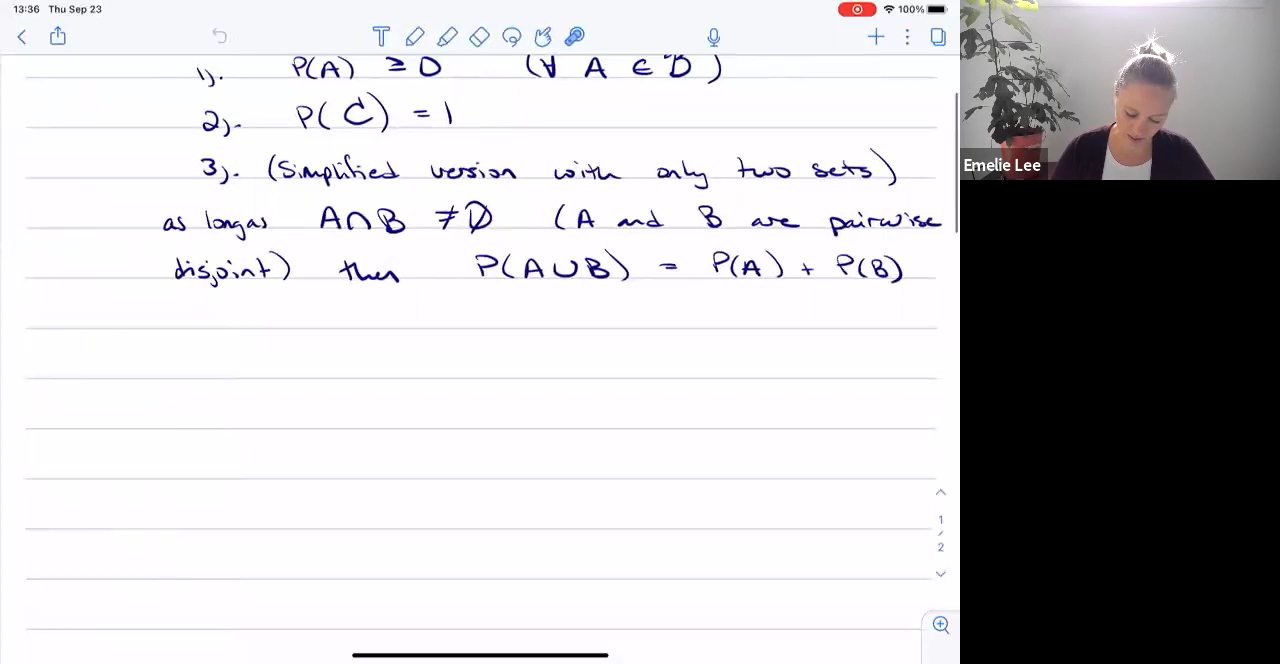 13:36 Thu Sep 23
100%
T
1). P(A) ≥ 0 (∀ A ∈ D)
2). P(C) = 1
3). (Simplified version with only two sets)
as long as A∩B ≠ ∅ (A and B are pairwise
disjoint) then P(A∪B) = P(A) + P(B)
1
/
2
Emelie Lee